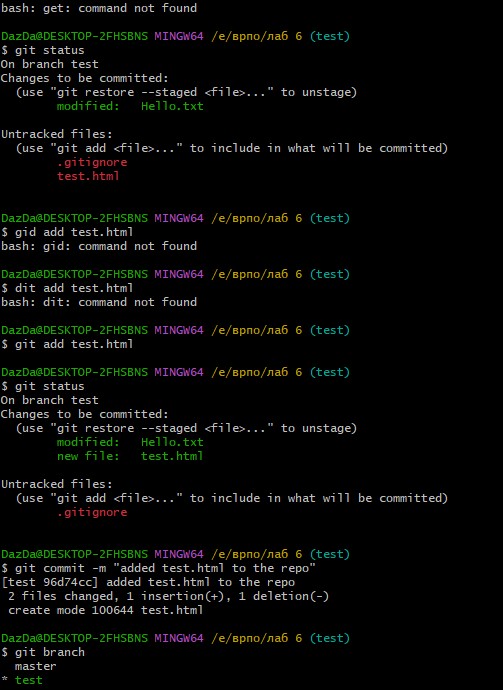 bash: get: command not found
DazDa@DESKTOP-2FHSBNS MINGW64 /e/врпо/лаб 6 (test)
$ git status
On branch test
Changes to be committed:
  (use "git restore --staged <file>..." to unstage)
        modified:   Hello.txt
Untracked files:
  (use "git add <file>..." to include in what will be committed)
        .gitignore
        test.html
DazDa@DESKTOP-2FHSBNS MINGW64 /e/врпо/лаб 6 (test)
$ gid add test.html
bash: gid: command not found
DazDa@DESKTOP-2FHSBNS MINGW64 /e/врпо/лаб 6 (test)
$ dit add test.html
bash: dit: command not found
DazDa@DESKTOP-2FHSBNS MINGW64 /e/врпо/лаб 6 (test)
$ git add test.html
DazDa@DESKTOP-2FHSBNS MINGW64 /e/врпо/лаб 6 (test)
$ git status
On branch test
Changes to be committed:
  (use "git restore --staged <file>..." to unstage)
        modified:   Hello.txt
        new file:   test.html
Untracked files:
  (use "git add <file>..." to include in what will be committed)
        .gitignore
DazDa@DESKTOP-2FHSBNS MINGW64 /e/врпо/лаб 6 (test)
$ git commit -m "added test.html to the repo"
[test 96d74cc] added test.html to the repo
 2 files changed, 1 insertion(+), 1 deletion(-)
 create mode 100644 test.html
DazDa@DESKTOP-2FHSBNS MINGW64 /e/врпо/лаб 6 (test)
$ git branch
  master
* test